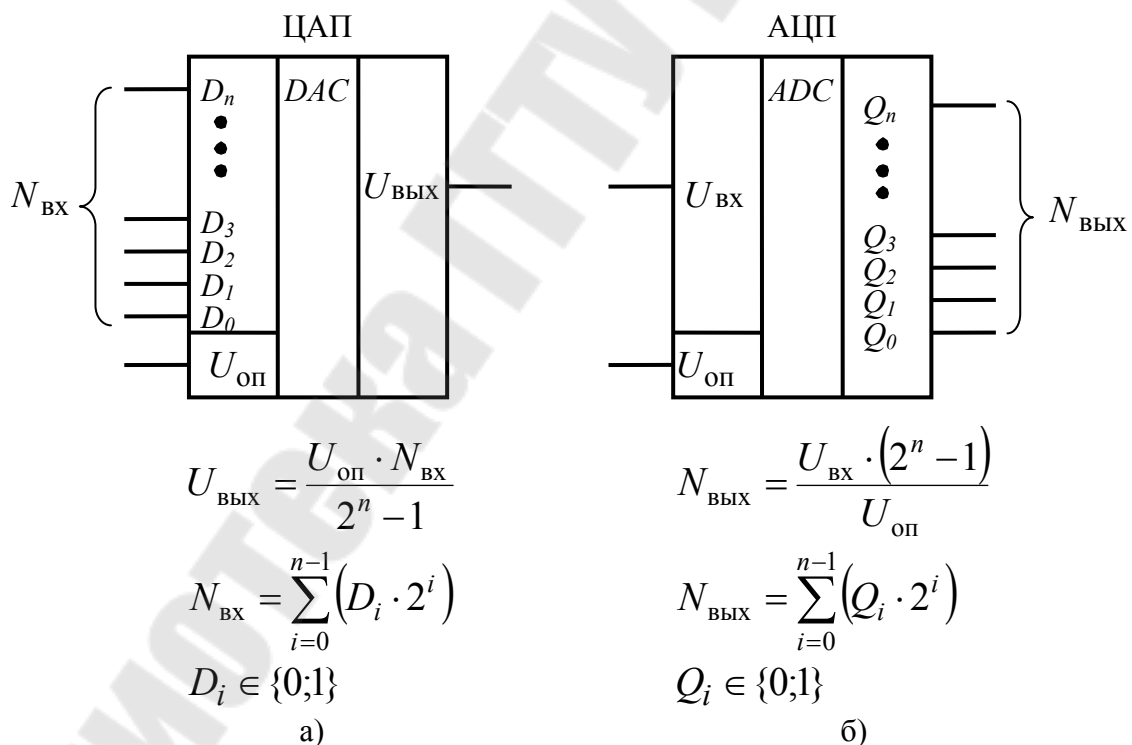 ЦАП
D_n DAC
D_3
D_2
D_1
D_0
N_вх
U_вых
U_оп
U_вых = (U_оп · N_вх) / (2^n − 1)
N_вх = ∑_{i=0}^{n−1} (D_i · 2^i)
D_i ∈ {0;1}
а)
АЦП
ADC Q_n
U_вх
Q_3
Q_2
Q_1
Q_0
N_вых
U_оп
N_вых = (U_вх · (2^n − 1)) / U_оп
N_вых = ∑_{i=0}^{n−1} (Q_i · 2^i)
Q_i ∈ {0;1}
б)
иотека ГГТУ